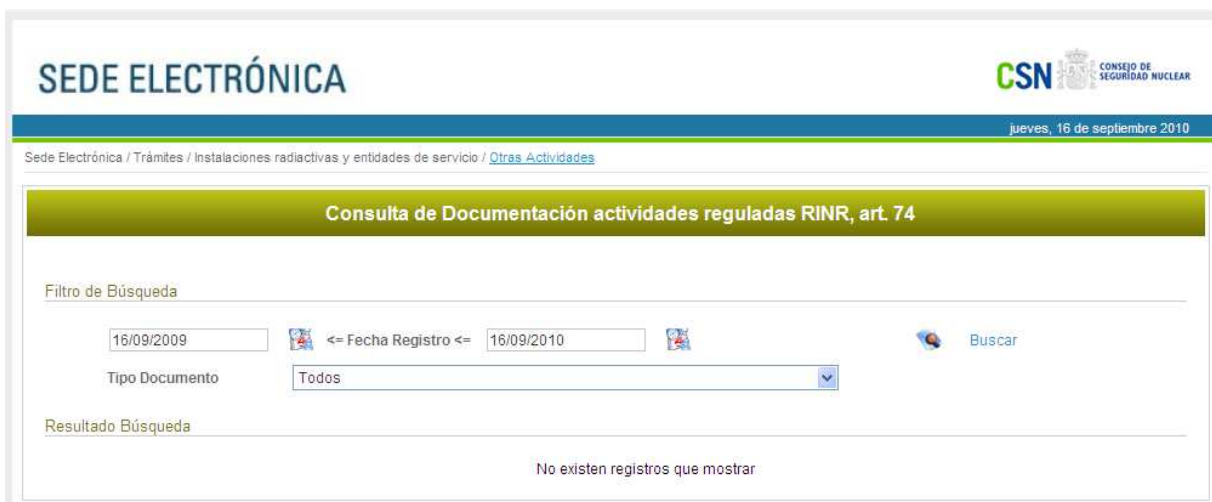 SEDE ELECTRÓNICA
CSN CONSEJO DE
SEGURIDAD NUCLEAR
jueves, 16 de septiembre 2010
Sede Electrónica / Trámites / Instalaciones radiactivas y entidades de servicio / Otras Actividades
Consulta de Documentación actividades reguladas RINR, art. 74
Filtro de Búsqueda
16/09/2009 <= Fecha Registro <= 16/09/2010 Buscar
Tipo Documento Todos
Resultado Búsqueda
No existen registros que mostrar